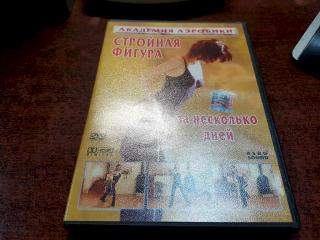 АКАДЕМИЯ АЭРОБИКИ
СТРОЙНАЯ
ФИГУРА
за несколько
дней